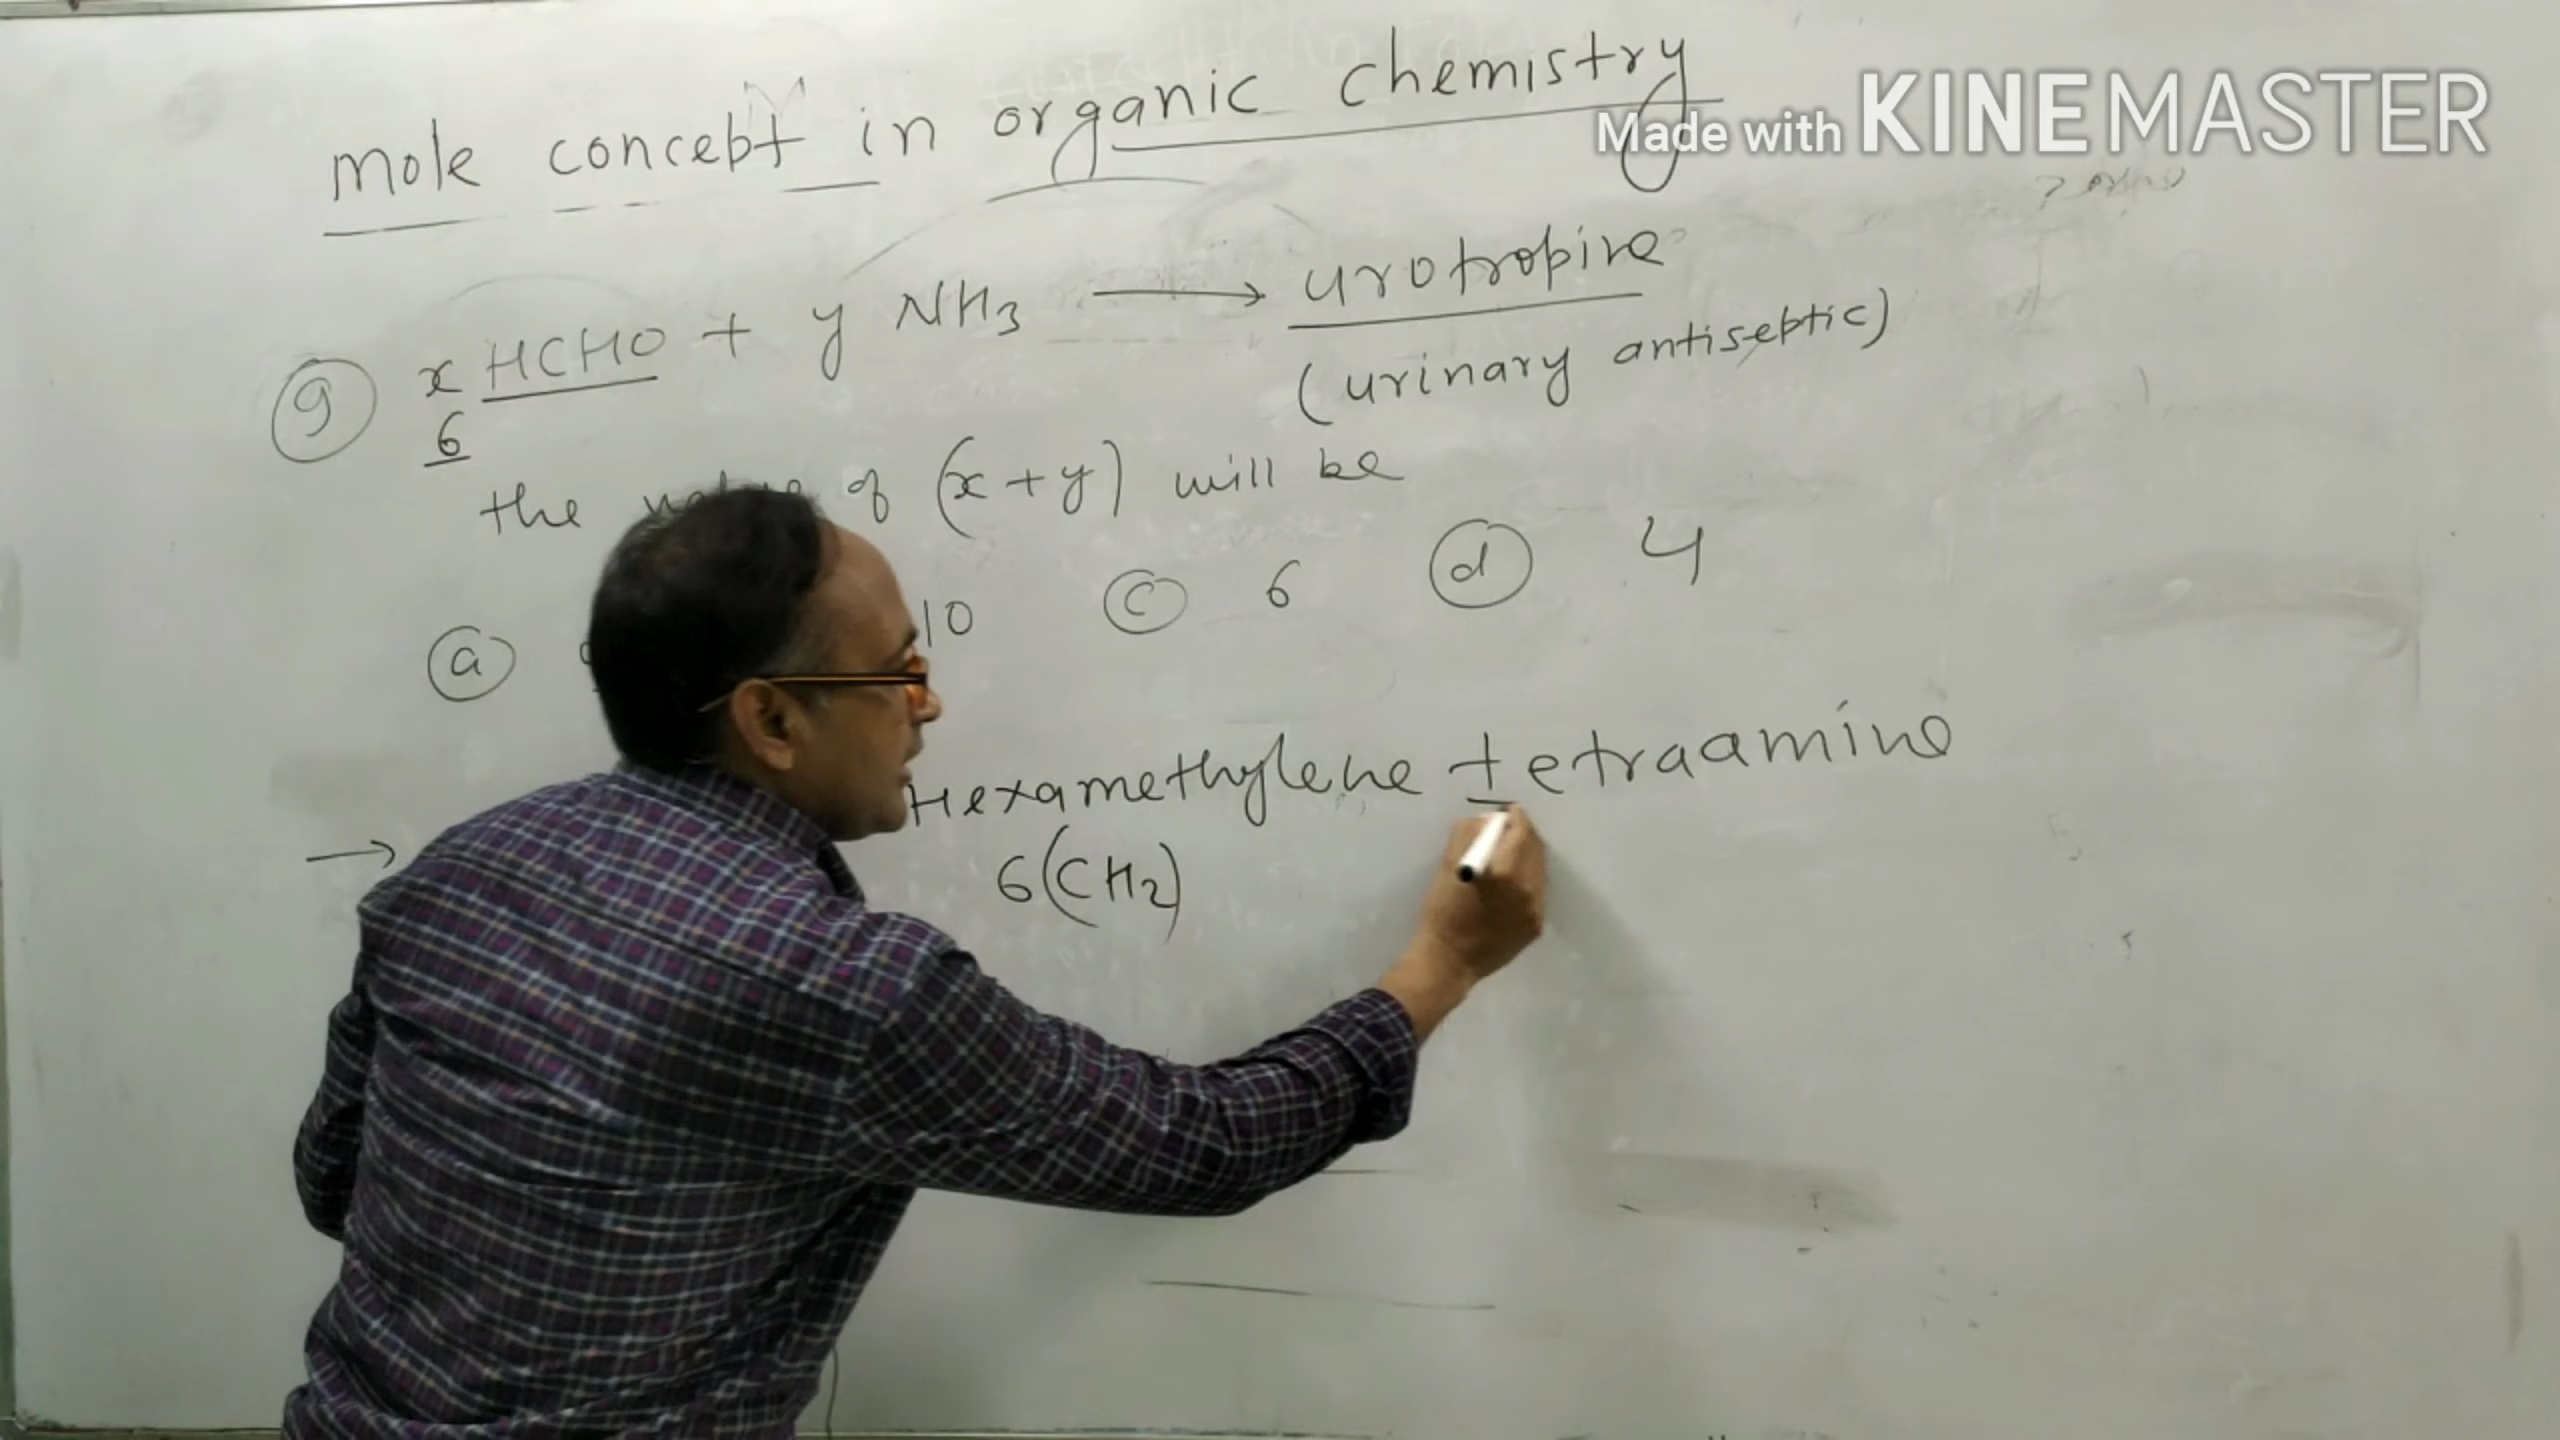 mole concept in organic chemistry
Made with KINEMASTER
9 x HCHO + y NH3 → urotropine
6 (urinary antiseptic)
the of (x + y) will be
a 10 c 6 d 4
→ Hexamethylene tetraamine
6(CH2)